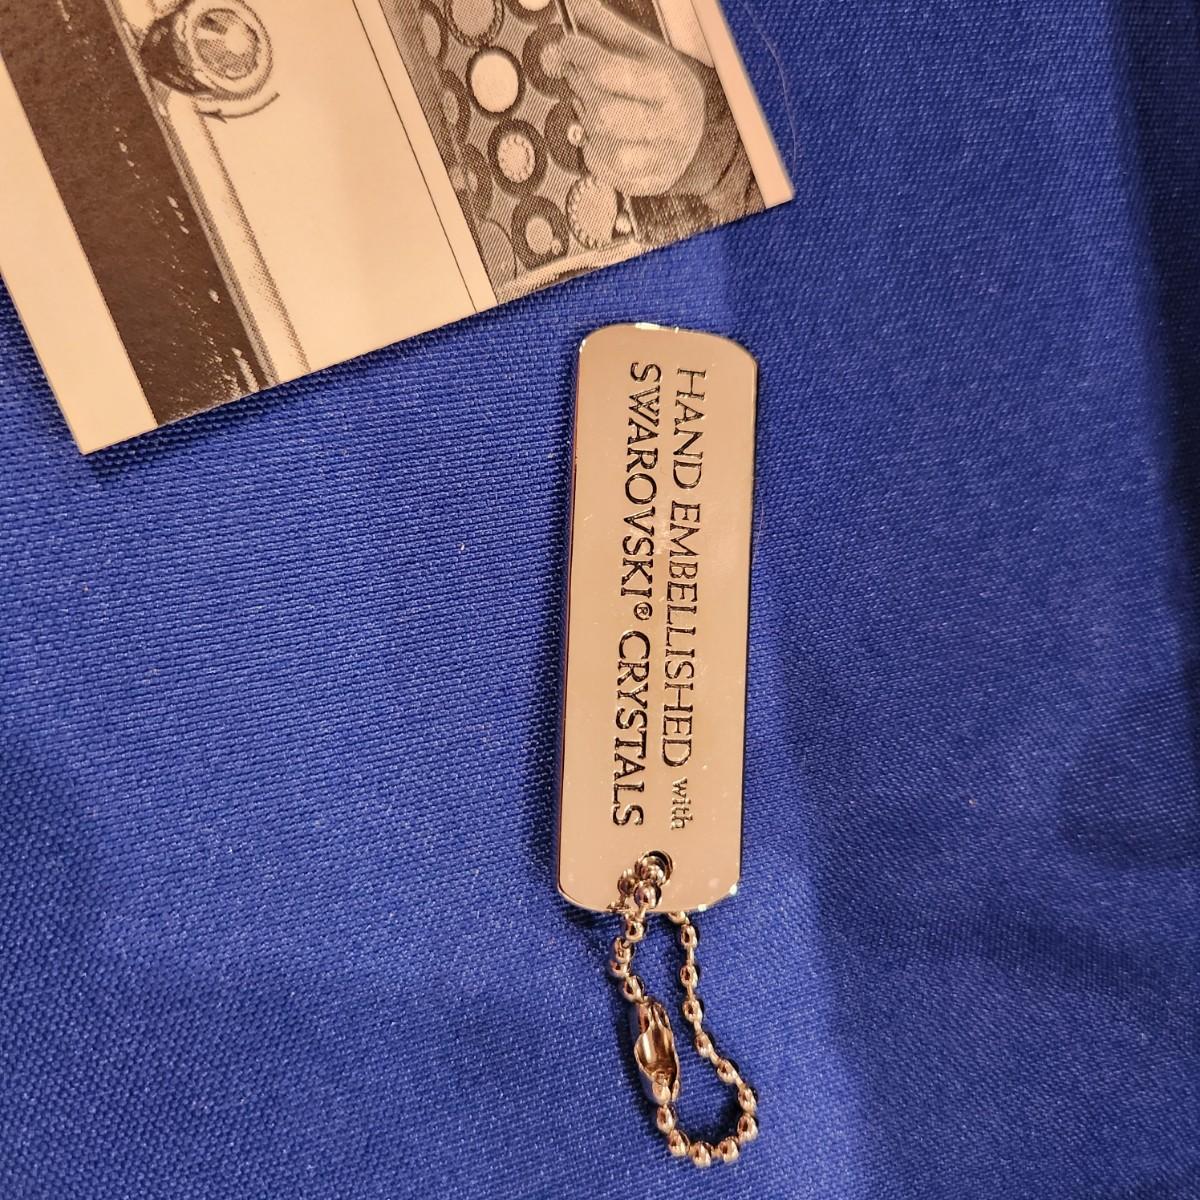 HAND EMBELLISHED with
SWAROVSKI® CRYSTALS